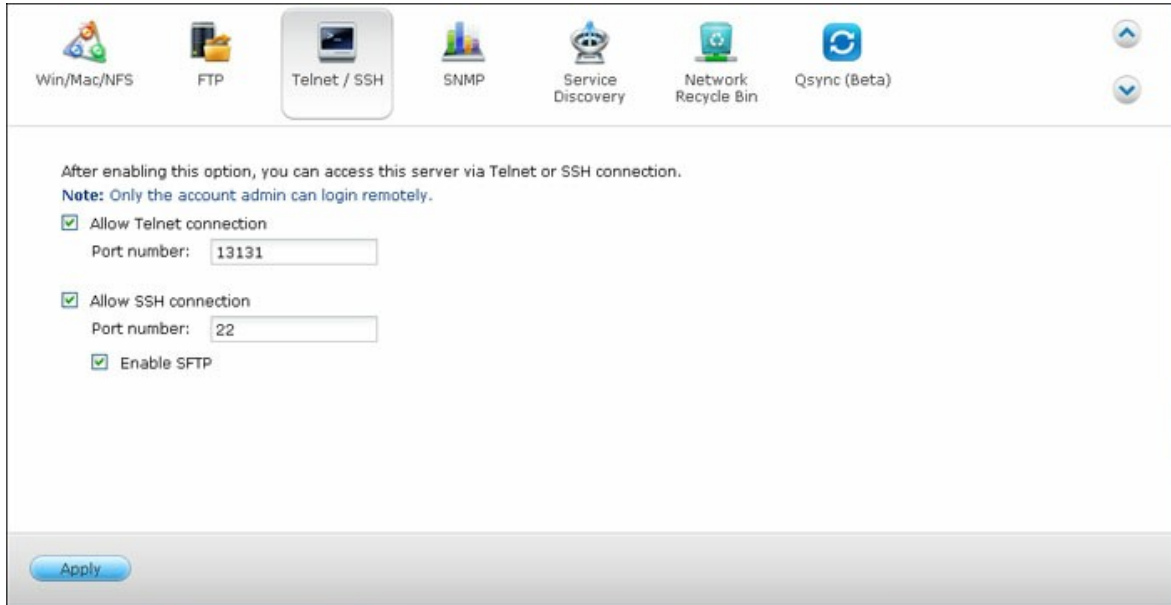 Win/Mac/NFS
FTP
Telnet / SSH
SNMP
Service
Discovery
Network
Recycle Bin
Qsync (Beta)
After enabling this option, you can access this server via Telnet or SSH connection.
Note: Only the account admin can login remotely.
Allow Telnet connection
Port number: 13131
Allow SSH connection
Port number: 22
Enable SFTP
Apply